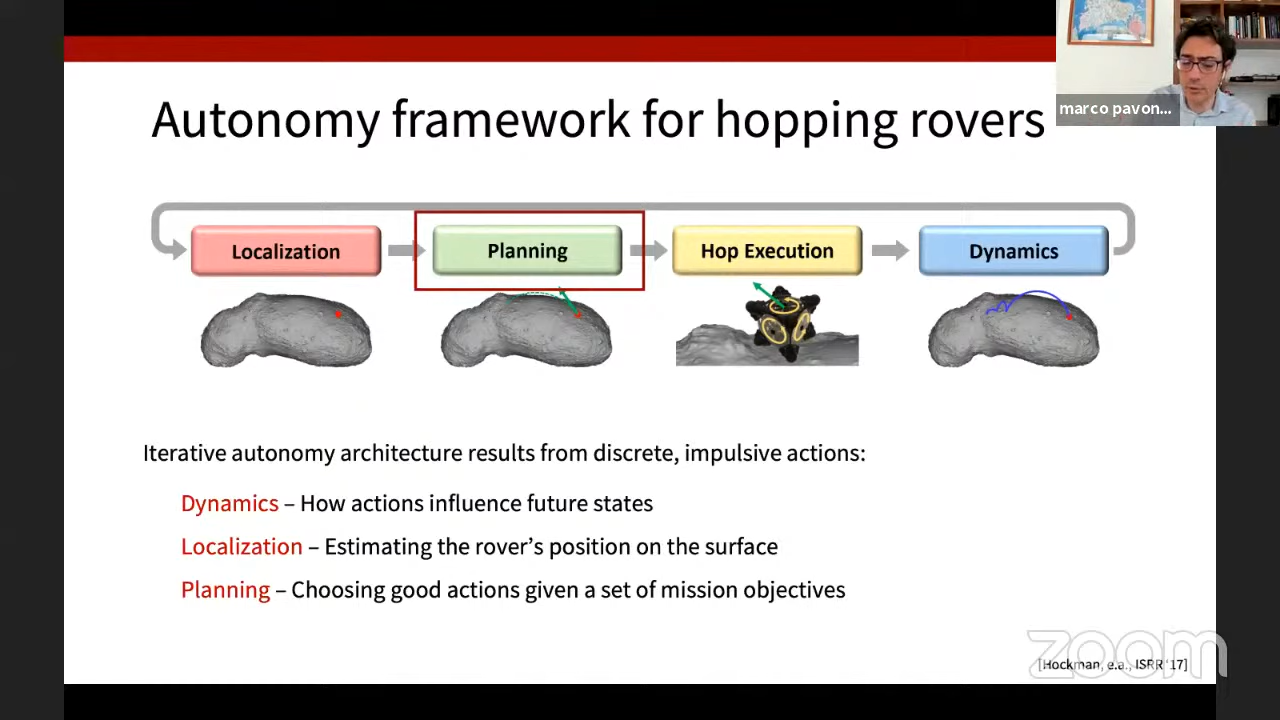 marco pavon...
Autonomy framework for hopping rovers
Localization
Planning
Hop Execution
Dynamics
Iterative autonomy architecture results from discrete, impulsive actions:
Dynamics – How actions influence future states
Localization – Estimating the rover's position on the surface
Planning – Choosing good actions given a set of mission objectives
zoom
[Hockman, e.a., ISRR '17]